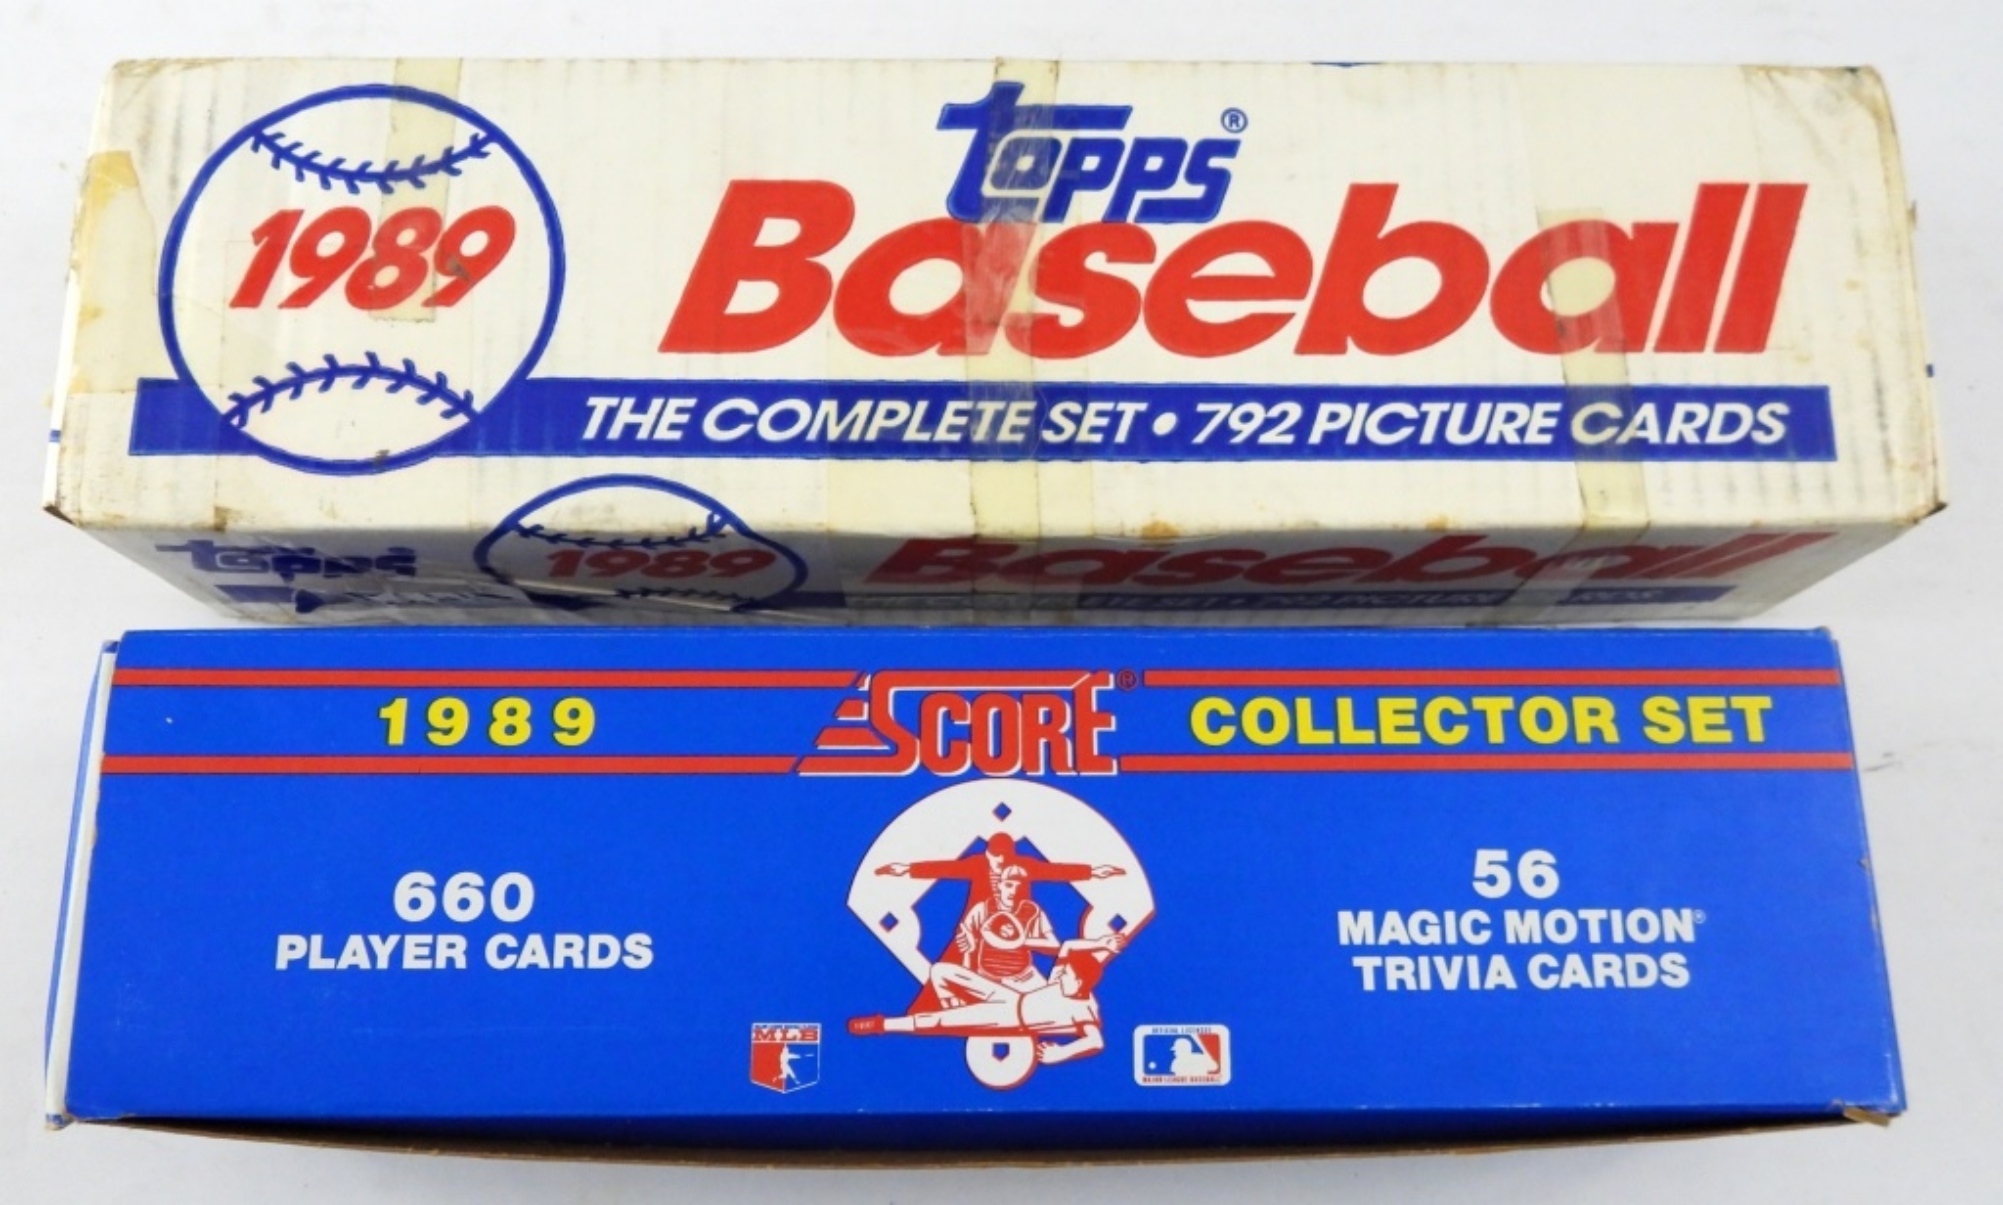 topps®
1989
Baseball
THE COMPLETE SET • 792 PICTURE CARDS
topps
1989
Baseball
1989 SCORE® COLLECTOR SET
660
PLAYER CARDS
56
MAGIC MOTION®
TRIVIA CARDS
MLB